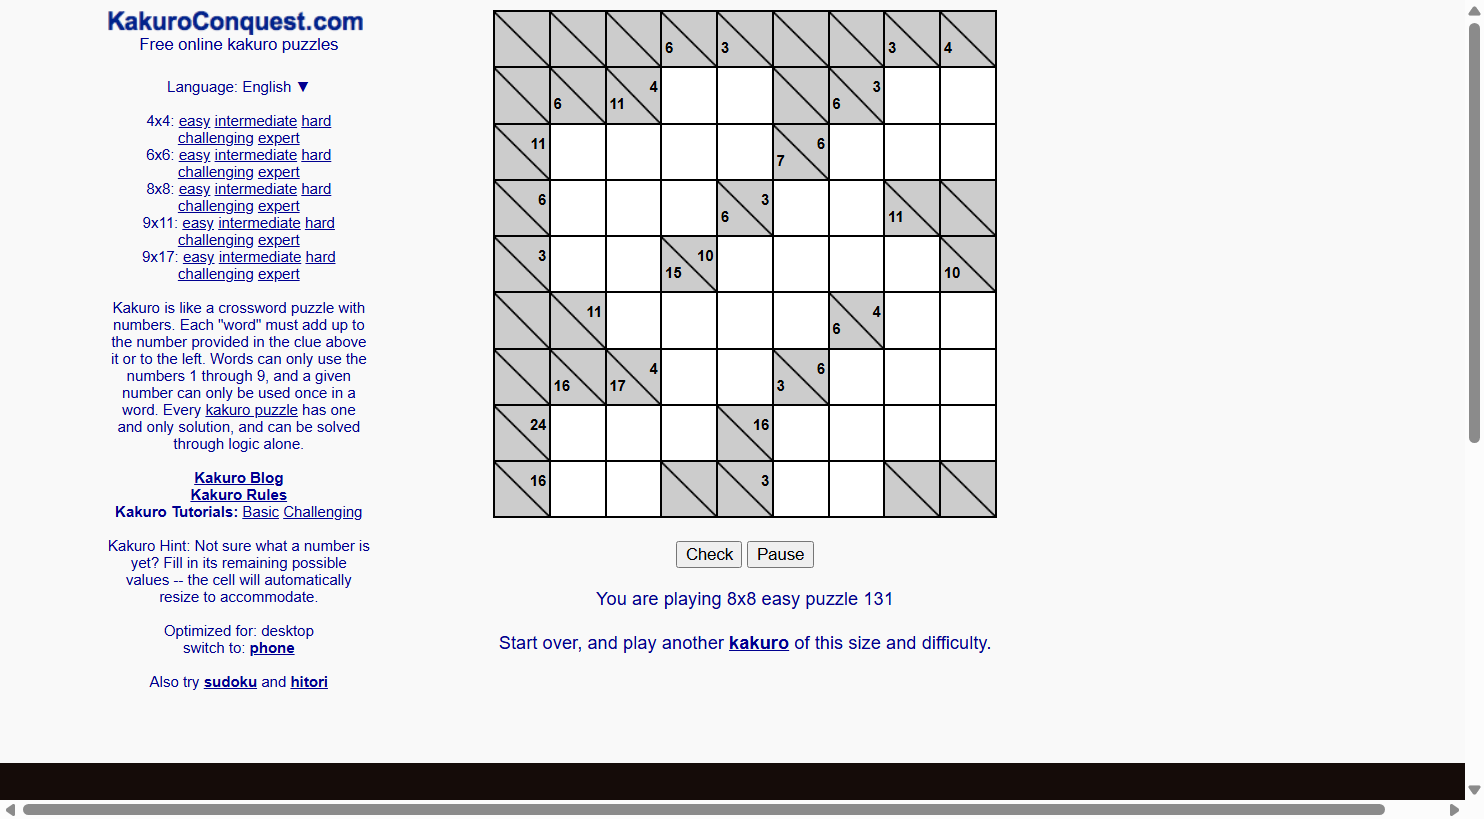 KakuroConquest.com
Free online kakuro puzzles
Language: English ▼
4x4: easy intermediate hard
challenging expert
6x6: easy intermediate hard
challenging expert
8x8: easy intermediate hard
challenging expert
9x11: easy intermediate hard
challenging expert
9x17: easy intermediate hard
challenging expert
Kakuro is like a crossword puzzle with
numbers. Each "word" must add up to
the number provided in the clue above
it or to the left. Words can only use the
numbers 1 through 9, and a given
number can only be used once in a
word. Every kakuro puzzle has one
and only solution, and can be solved
through logic alone.
Kakuro Blog
Kakuro Rules
Kakuro Tutorials: Basic Challenging
Kakuro Hint: Not sure what a number is
yet? Fill in its remaining possible
values -- the cell will automatically
resize to accommodate.
Optimized for: desktop
switch to: phone
Also try sudoku and hitori
6 3 3 4
6 11 4 6 3
11 7 6
6 6 3 11
3 15 10 10
11 6 4
16 17 4 3 6
24 16
16 3
Check Pause
You are playing 8x8 easy puzzle 131
Start over, and play another kakuro of this size and difficulty.